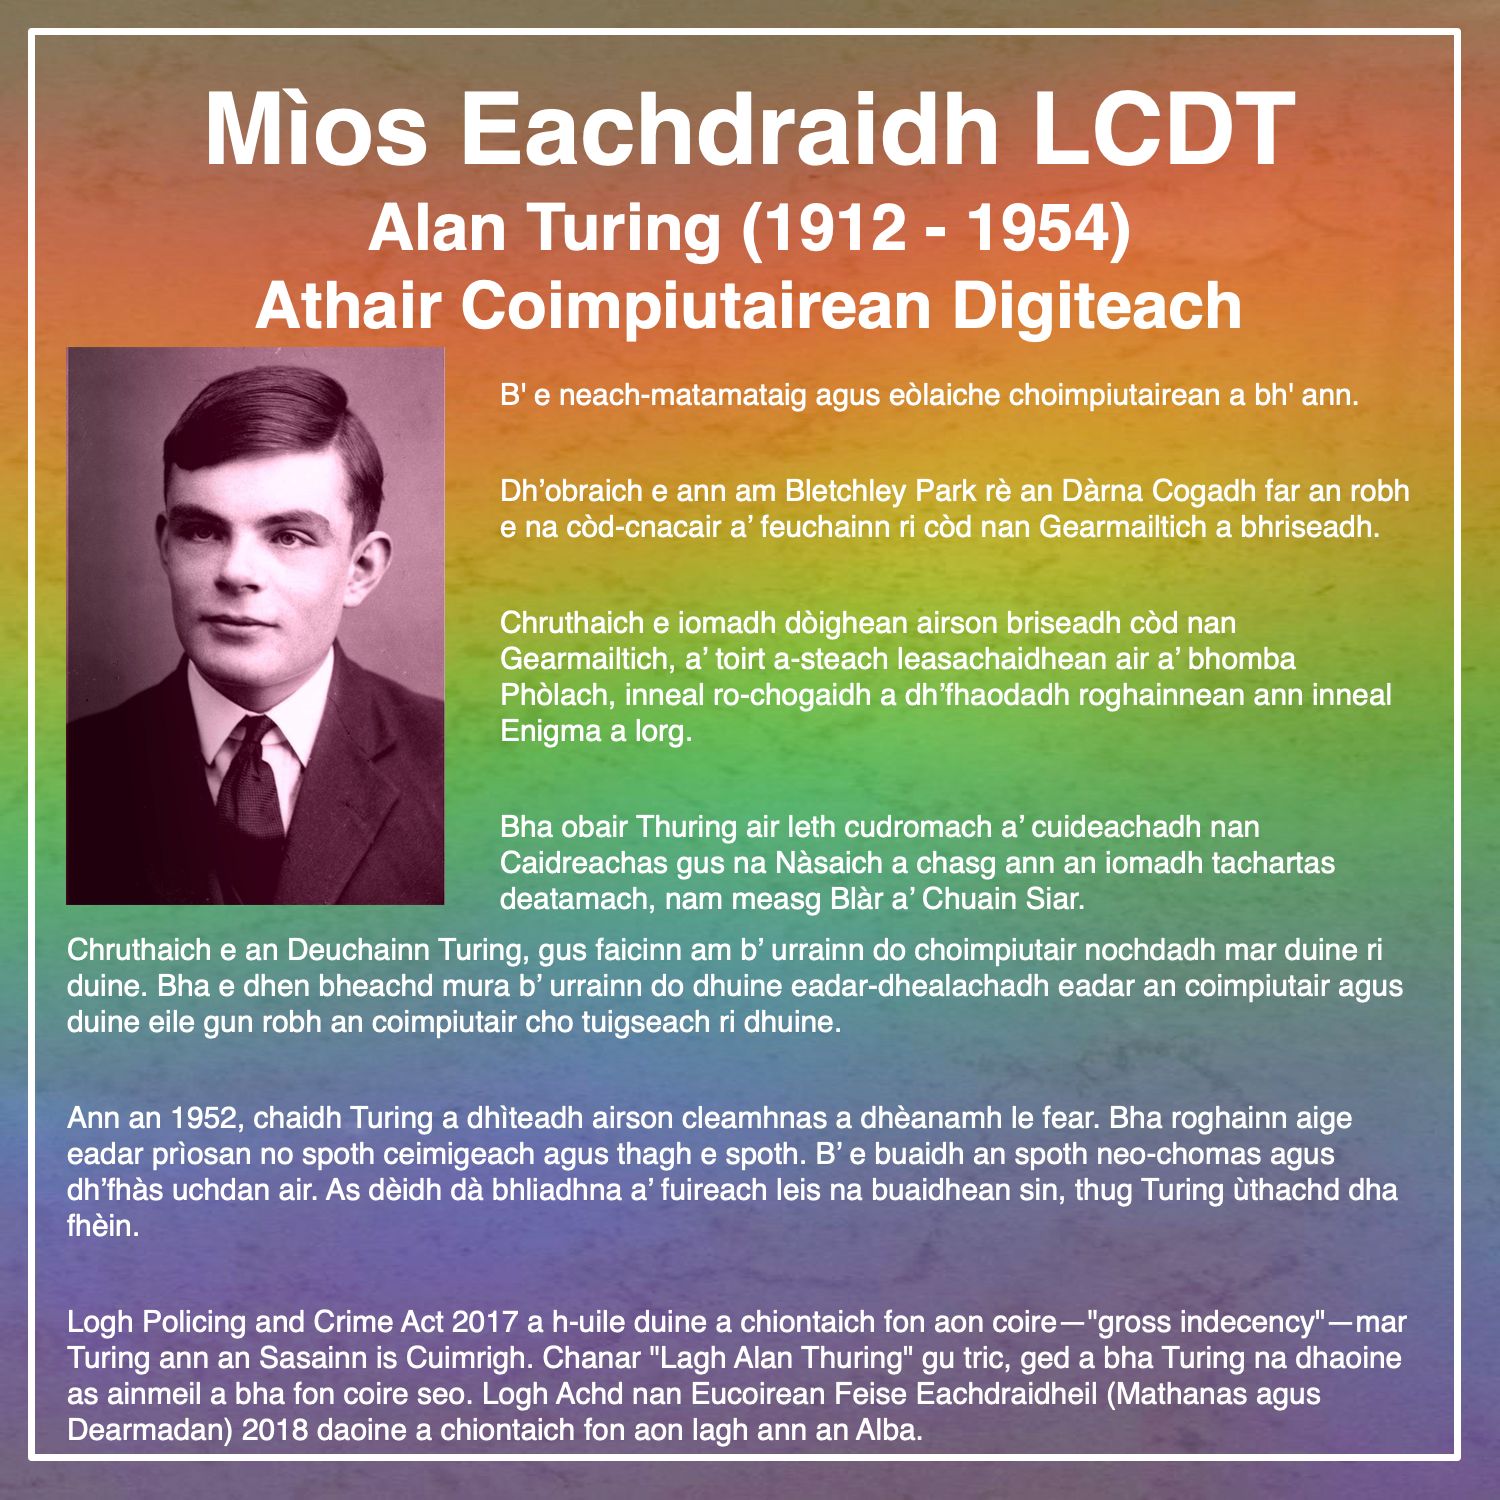 Mìos Eachdraidh LCDT
Alan Turing (1912 - 1954)
Athair Coimpiutairean Digiteach
B' e neach-matamataig agus eòlaiche choimpiutairean a bh' ann.
Dh’obraich e ann am Bletchley Park rè an Dàrna Cogadh far an robh
e na còd-cnacair a’ feuchainn ri còd nan Gearmailtich a bhriseadh.
Chruthaich e iomadh dòighean airson briseadh còd nan
Gearmailtich, a’ toirt a-steach leasachaidhean air a’ bhomba
Phòlach, inneal ro-chogaidh a dh’fhaodadh roghainnean ann inneal
Enigma a lorg.
Bha obair Thuring air leth cudromach a’ cuideachadh nan
Caidreachas gus na Nàsaich a chasg ann an iomadh tachartas
deatamach, nam measg Blàr a’ Chuain Siar.
Chruthaich e an Deuchainn Turing, gus faicinn am b’ urrainn do choimpiutair nochdadh mar duine ri
duine. Bha e dhen bheachd mura b’ urrainn do dhuine eadar-dhealachadh eadar an coimpiutair agus
duine eile gun robh an coimpiutair cho tuigseach ri dhuine.
Ann an 1952, chaidh Turing a dhìteadh airson cleamhnas a dhèanamh le fear. Bha roghainn aige
eadar prìosan no spoth ceimigeach agus thagh e spoth. B’ e buaidh an spoth neo-chomas agus
dh’fhàs uchdan air. As dèidh dà bhliadhna a’ fuireach leis na buaidhean sin, thug Turing ùthachd dha
fhèin.
Logh Policing and Crime Act 2017 a h-uile duine a chiontaich fon aon coire—"gross indecency"—mar
Turing ann an Sasainn is Cuimrigh. Chanar "Lagh Alan Thuring" gu tric, ged a bha Turing na dhaoine
as ainmeil a bha fon coire seo. Logh Achd nan Eucoirean Feise Eachdraidheil (Mathanas agus
Dearmadan) 2018 daoine a chiontaich fon aon lagh ann an Alba.